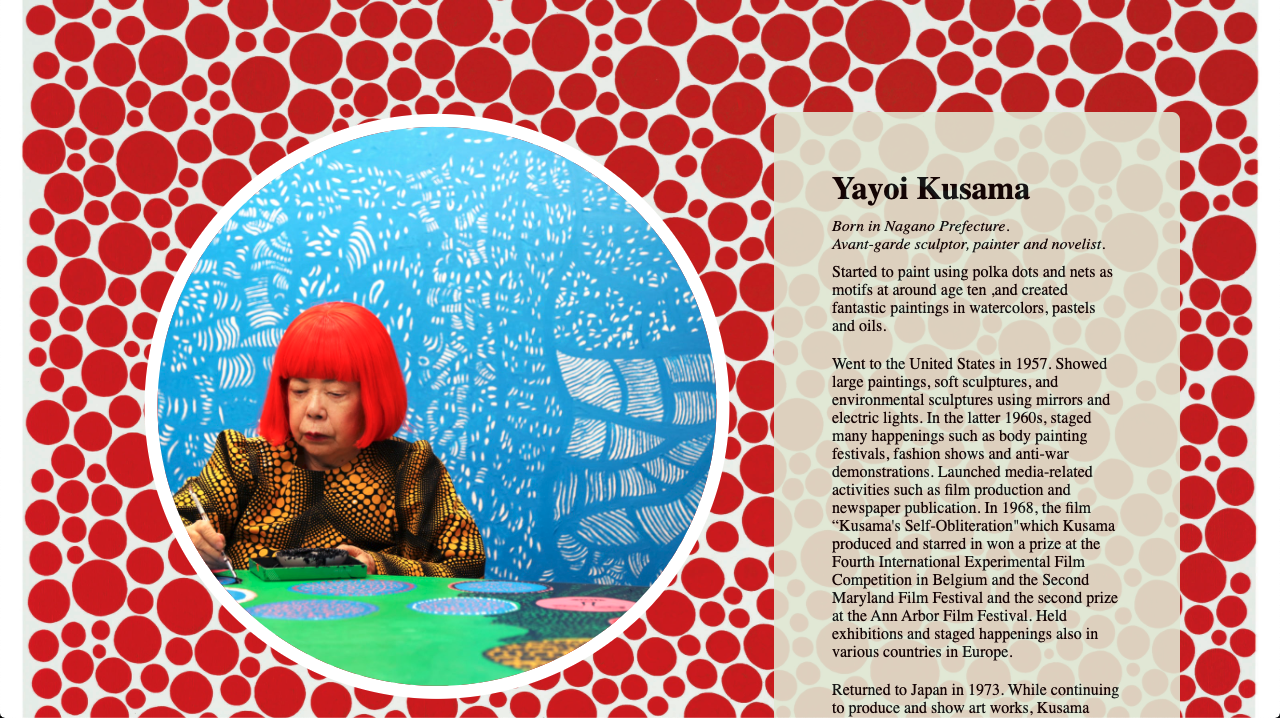 Yayoi Kusama
Born in Nagano Prefecture.
Avant-garde sculptor, painter and novelist.
Started to paint using polka dots and nets as
motifs at around age ten ,and created
fantastic paintings in watercolors, pastels
and oils.
Went to the United States in 1957. Showed
large paintings, soft sculptures, and
environmental sculptures using mirrors and
electric lights. In the latter 1960s, staged
many happenings such as body painting
festivals, fashion shows and anti-war
demonstrations. Launched media-related
activities such as film production and
newspaper publication. In 1968, the film
“Kusama's Self-Obliteration"which Kusama
produced and starred in won a prize at the
Fourth International Experimental Film
Competition in Belgium and the Second
Maryland Film Festival and the second prize
at the Ann Arbor Film Festival. Held
exhibitions and staged happenings also in
various countries in Europe.
Returned to Japan in 1973. While continuing
to produce and show art works, Kusama